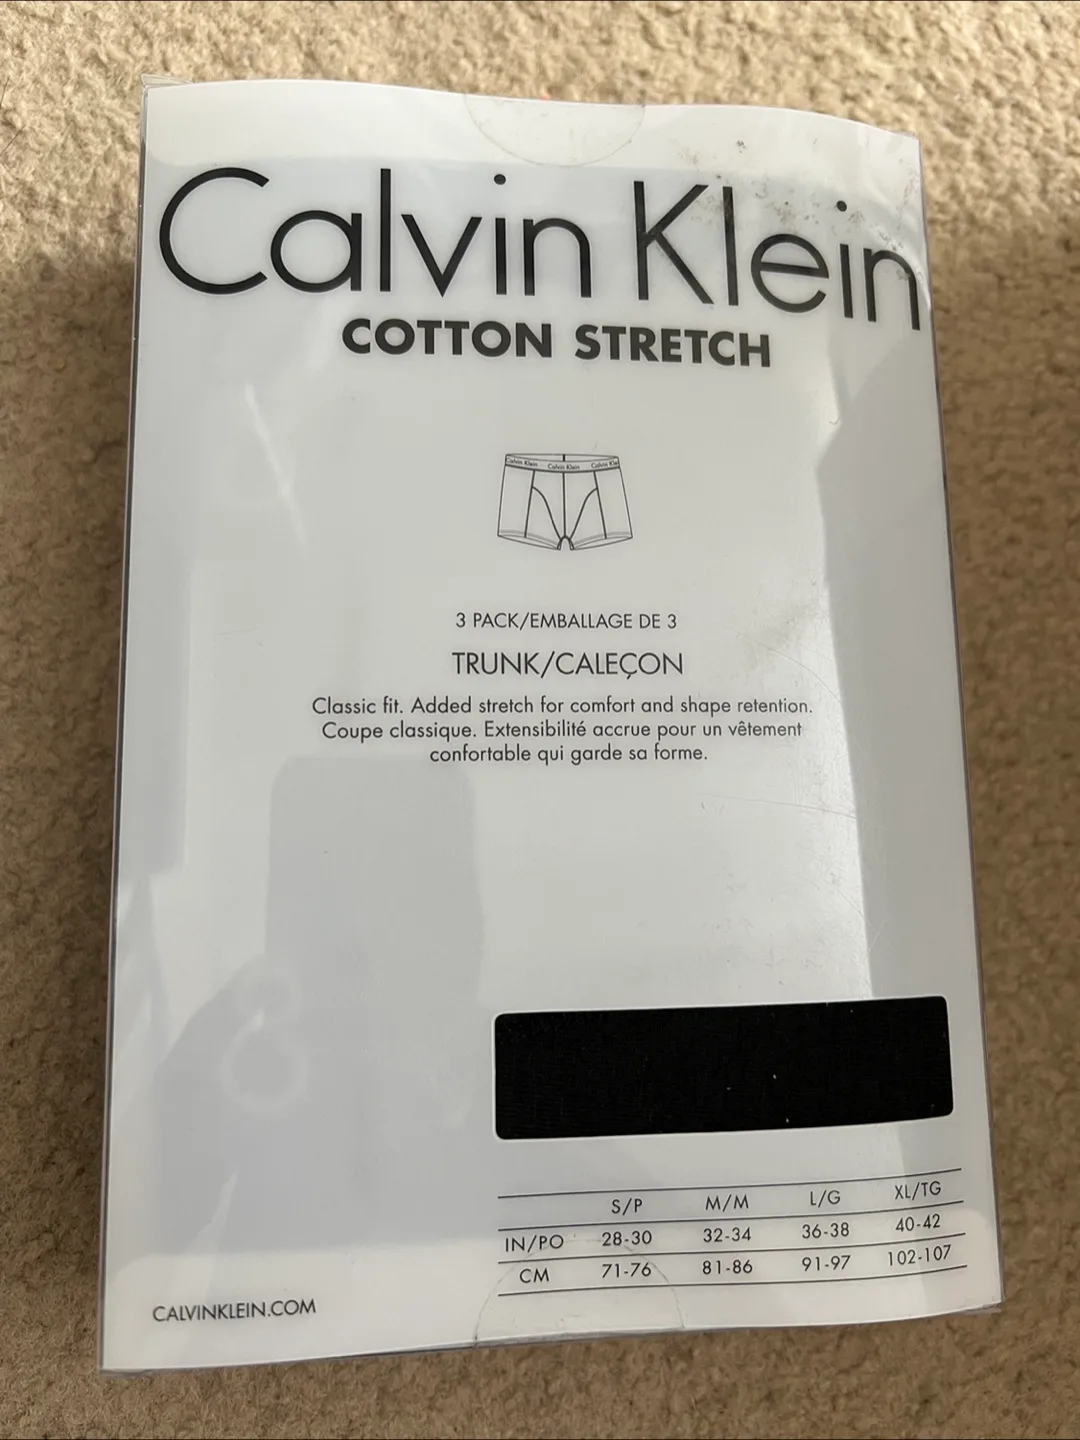 Calvin Klein
COTTON STRETCH
Calvin Klein Calvin Klein Calvin Kle
3 PACK/EMBALLAGE DE 3
TRUNK/CALEÇON
Classic fit. Added stretch for comfort and shape retention.
Coupe classique. Extensibilité accrue pour un vêtement
confortable qui garde sa forme.
S/P M/M L/G XL/TG
IN/PO 28-30 32-34 36-38 40-42
CM 71-76 81-86 91-97 102-107
CALVINKLEIN.COM